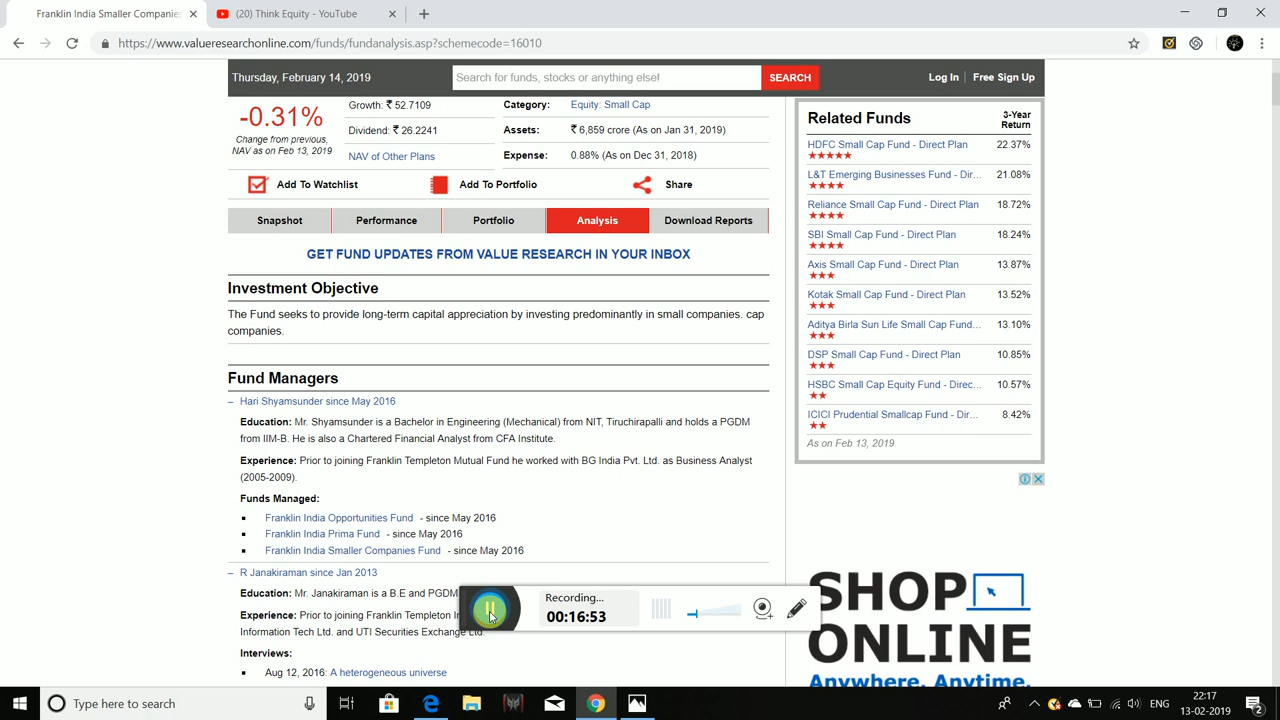 Franklin India Smaller Companies
(20) Think Equity - YouTube
https://www.valueresearchonline.com/funds/fundanalysis.asp?schemecode=16010
Thursday, February 14, 2019
Search for funds, stocks or anything else!
SEARCH
Log In
Free Sign Up
-0.31%
Change from previous,
NAV as on Feb 13, 2019
Growth: ₹ 52.7109
Dividend: ₹ 26.2241
NAV of Other Plans
Category: Equity: Small Cap
Assets: ₹ 6,859 crore (As on Jan 31, 2019)
Expense: 0.88% (As on Dec 31, 2018)
Add To Watchlist
Add To Portfolio
Share
Snapshot
Performance
Portfolio
Analysis
Download Reports
GET FUND UPDATES FROM VALUE RESEARCH IN YOUR INBOX
Investment Objective
The Fund seeks to provide long-term capital appreciation by investing predominantly in small companies. cap
companies.
Fund Managers
– Hari Shyamsunder since May 2016
Education: Mr. Shyamsunder is a Bachelor in Engineering (Mechanical) from NIT, Tiruchirapalli and holds a PGDM
from IIM-B. He is also a Chartered Financial Analyst from CFA Institute.
Experience: Prior to joining Franklin Templeton Mutual Fund he worked with BG India Pvt. Ltd. as Business Analyst
(2005-2009).
Funds Managed:
Franklin India Opportunities Fund - since May 2016
Franklin India Prima Fund - since May 2016
Franklin India Smaller Companies Fund - since May 2016
– R Janakiraman since Jan 2013
Education: Mr. Janakiraman is a B.E and PGDM
Experience: Prior to joining Franklin Templeton
Information Tech Ltd. and UTI Securities Exchange Ltd.
Interviews:
Aug 12, 2016: A heterogeneous universe
Related Funds
3-Year
Return
HDFC Small Cap Fund - Direct Plan 22.37%
L&T Emerging Businesses Fund - Dir... 21.08%
Reliance Small Cap Fund - Direct Plan 18.72%
SBI Small Cap Fund - Direct Plan 18.24%
Axis Small Cap Fund - Direct Plan 13.87%
Kotak Small Cap Fund - Direct Plan 13.52%
Aditya Birla Sun Life Small Cap Fund... 13.10%
DSP Small Cap Fund - Direct Plan 10.85%
HSBC Small Cap Equity Fund - Direc... 10.57%
ICICI Prudential Smallcap Fund - Dir... 8.42%
As on Feb 13, 2019
SHOP
ONLINE
Anywhere. Anytime.
Recording...
00:16:53
Type here to search
ENG
22:17
13-02-2019
2